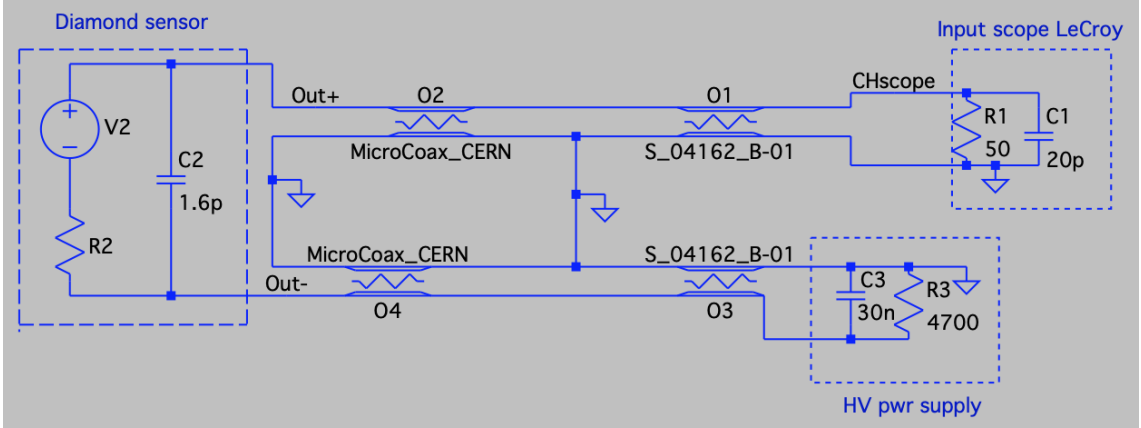 Diamond sensor
Input scope LeCroy
Out+
O2
O1
CHscope
V2
R1
C1
MicroCoax_CERN
S_04162_B-01
50
20p
C2
1.6p
R2
MicroCoax_CERN
S_04162_B-01
Out-
C3
R3
O4
O3
30n
4700
HV pwr supply